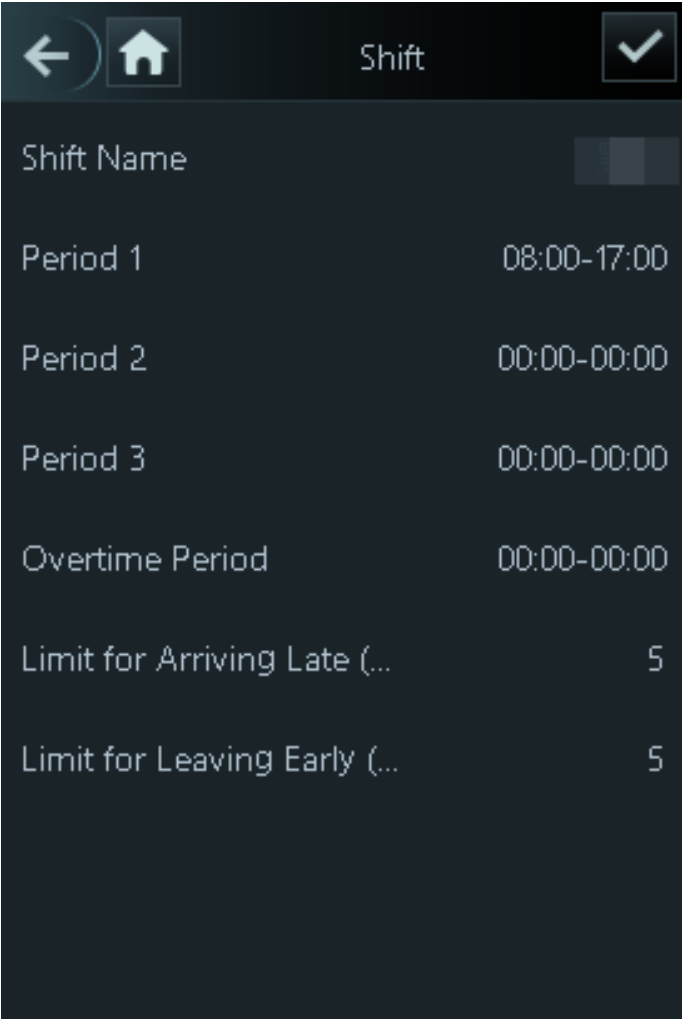 Shift
Shift Name
Period 1 08:00-17:00
Period 2 00:00-00:00
Period 3 00:00-00:00
Overtime Period 00:00-00:00
Limit for Arriving Late (... 5
Limit for Leaving Early (... 5